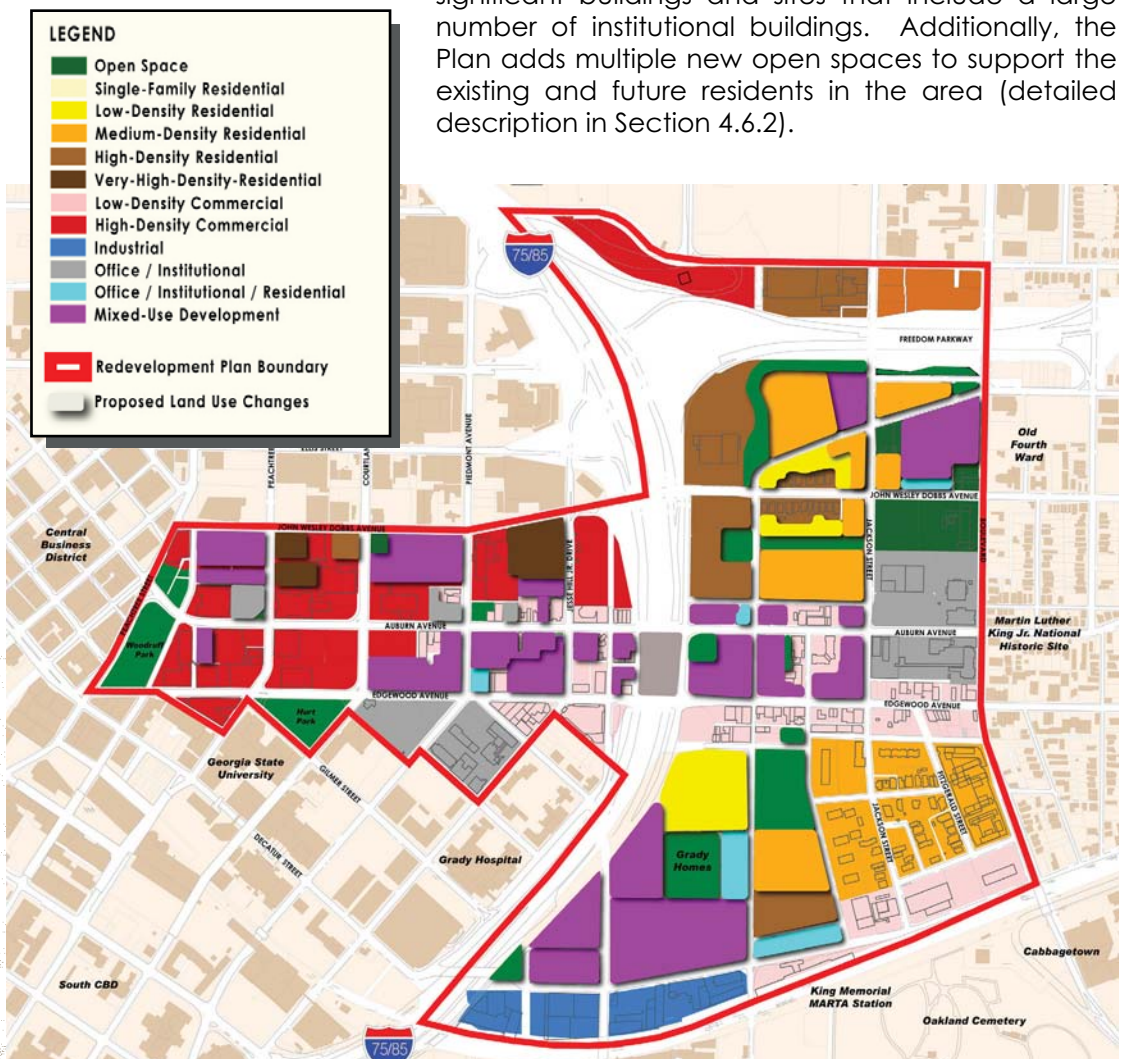 significant buildings and sites that include a large
number of institutional buildings. Additionally, the
Plan adds multiple new open spaces to support the
existing and future residents in the area (detailed
description in Section 4.6.2).
LEGEND
Open Space
Single-Family Residential
Low-Density Residential
Medium-Density Residential
High-Density Residential
Very-High-Density-Residential
Low-Density Commercial
High-Density Commercial
Industrial
Office / Institutional
Office / Institutional / Residential
Mixed-Use Development
Redevelopment Plan Boundary
Proposed Land Use Changes
75/85
FREEDOM PARKWAY
PIEDMONT AVENUE
Old
Fourth
Ward
JOHN WESLEY DOBBS AVENUE
JOHN WESLEY DOBBS AVENUE
Central
Business
District
JACKSON STREET
BOULEVARD
JESSE HILL JR. DRIVE
PEACHTREE STREET
Woodruff
Park
AUBURN AVENUE
AUBURN AVENUE
Martin Luther
King Jr. National
Historic Site
EDGEWOOD AVENUE
EDGEWOOD AVENUE
Hurt
Park
Georgia State
University
GILMER STREET
DECATUR STREET
FITZGERALD STREET
JACKSON STREET
Grady Hospital
Grady
Homes
Cabbagetown
South CBD
King Memorial
MARTA Station
Oakland Cemetery
75/85